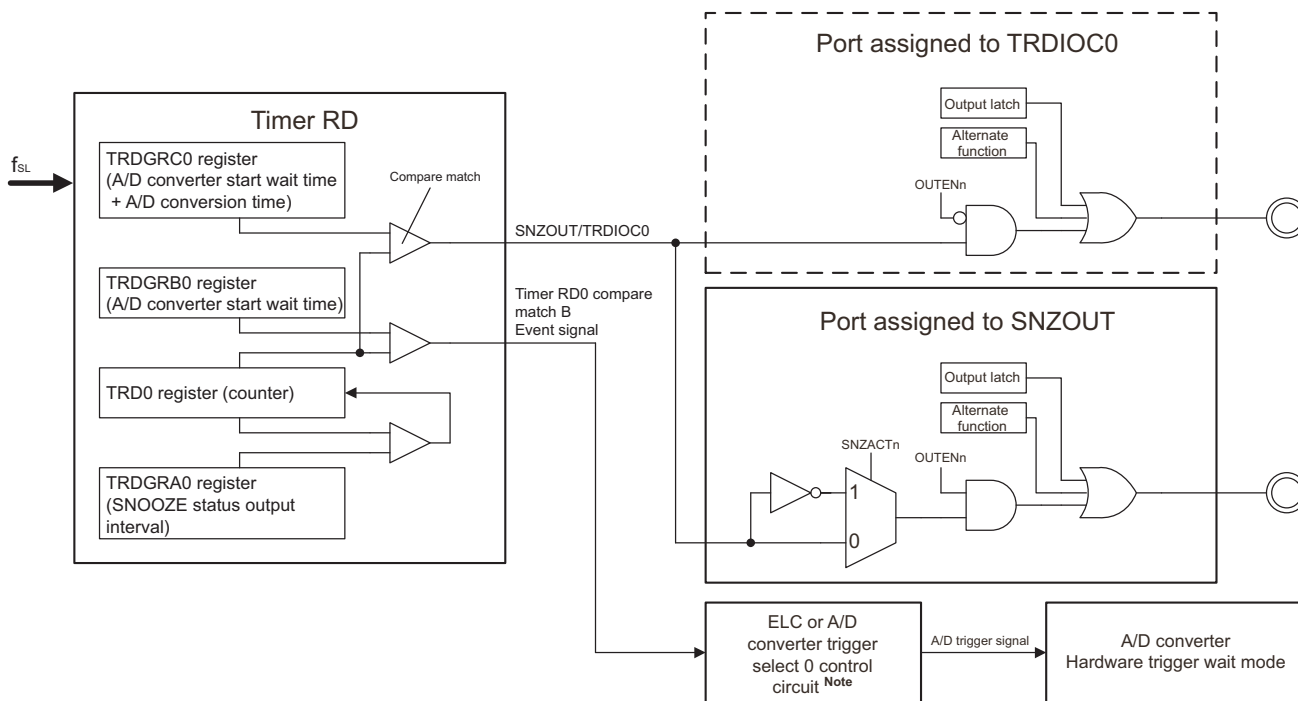 Port assigned to TRDIOC0
Output latch
Alternate
function
OUTENn
Timer RD
fSL
TRDGRC0 register
(A/D converter start wait time
+ A/D conversion time)
Compare match
SNZOUT/TRDIOC0
TRDGRB0 register
(A/D converter start wait time)
Timer RD0 compare
match B
Event signal
TRD0 register (counter)
TRDGRA0 register
(SNOOZE status output
interval)
Port assigned to SNZOUT
Output latch
Alternate
function
SNZACTn
OUTENn
1
0
ELC or A/D
converter trigger
select 0 control
circuit Note
A/D trigger signal
A/D converter
Hardware trigger wait mode